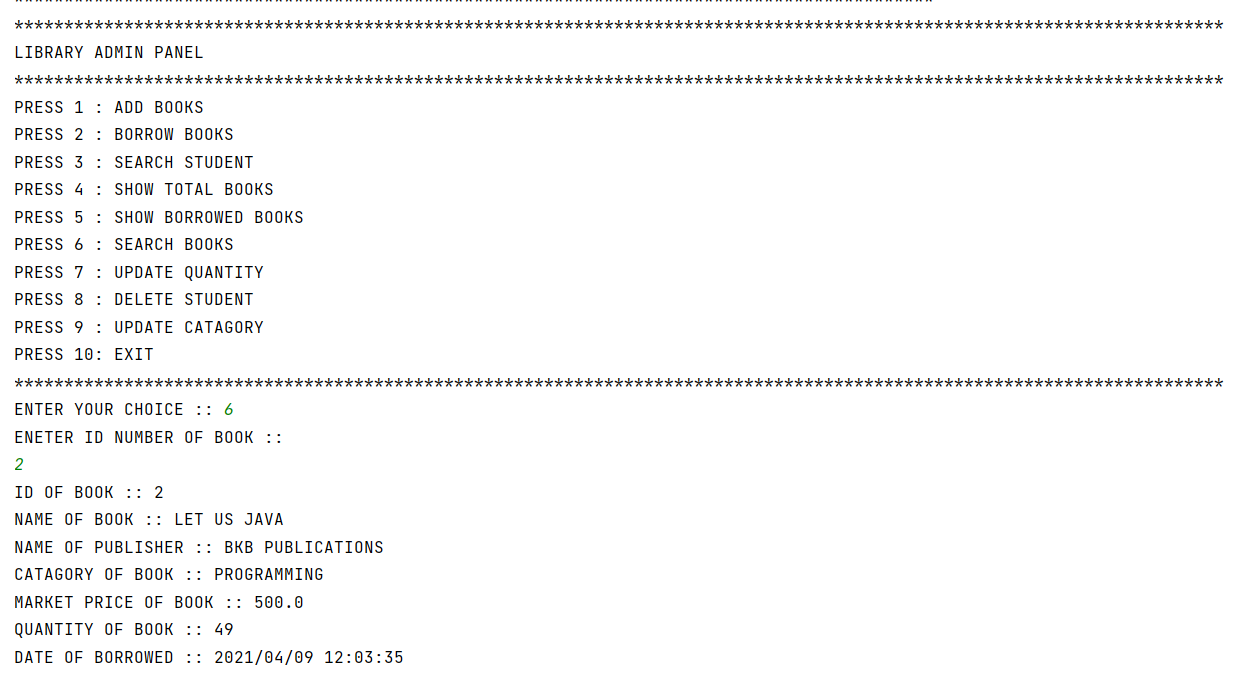 *************************************************************************************************************************
LIBRARY ADMIN PANEL
*************************************************************************************************************************
PRESS 1 : ADD BOOKS
PRESS 2 : BORROW BOOKS
PRESS 3 : SEARCH STUDENT
PRESS 4 : SHOW TOTAL BOOKS
PRESS 5 : SHOW BORROWED BOOKS
PRESS 6 : SEARCH BOOKS
PRESS 7 : UPDATE QUANTITY
PRESS 8 : DELETE STUDENT
PRESS 9 : UPDATE CATAGORY
PRESS 10: EXIT
*************************************************************************************************************************
ENTER YOUR CHOICE :: 6
ENETER ID NUMBER OF BOOK ::
2
ID OF BOOK :: 2
NAME OF BOOK :: LET US JAVA
NAME OF PUBLISHER :: BKB PUBLICATIONS
CATAGORY OF BOOK :: PROGRAMMING
MARKET PRICE OF BOOK :: 500.0
QUANTITY OF BOOK :: 49
DATE OF BORROWED :: 2021/04/09 12:03:35